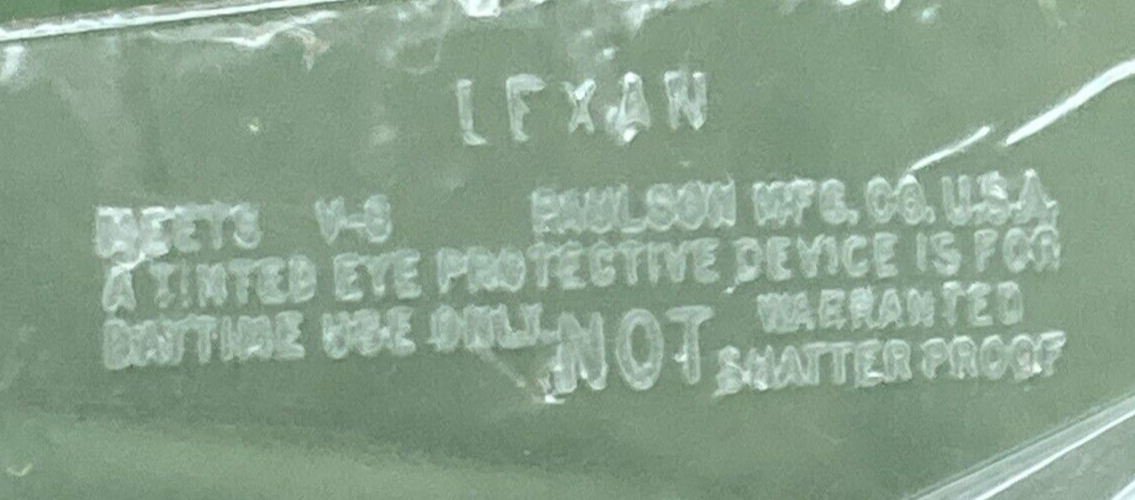 LEXAN
MEETS V-8 PAULSON MFG. CO. U.S.A.
A TINTED EYE PROTECTIVE DEVICE IS FOR
DAYTIME USE ONLY NOT WARRANTED
SHATTER PROOF